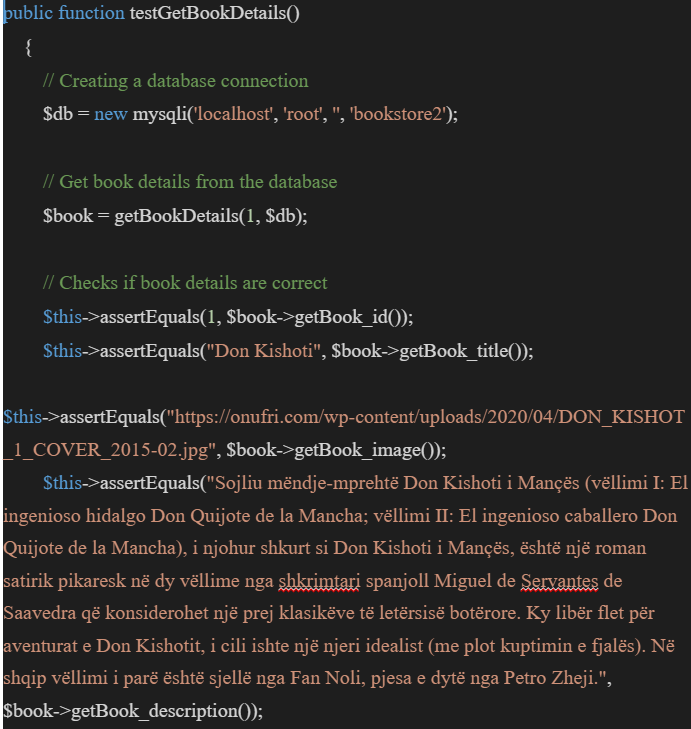 public function testGetBookDetails()
{
// Creating a database connection
$db = new mysqli('localhost', 'root', '', 'bookstore2');
// Get book details from the database
$book = getBookDetails(1, $db);
// Checks if book details are correct
$this->assertEquals(1, $book->getBook_id());
$this->assertEquals("Don Kishoti", $book->getBook_title());
$this->assertEquals("https://onufri.com/wp-content/uploads/2020/04/DON_KISHOT
_1_COVER_2015-02.jpg", $book->getBook_image());
$this->assertEquals("Sojliu mëndje-mprehtë Don Kishoti i Mançës (vëllimi I: El
ingenioso hidalgo Don Quijote de la Mancha; vëllimi II: El ingenioso caballero Don
Quijote de la Mancha), i njohur shkurt si Don Kishoti i Mançës, është një roman
satirik pikaresk në dy vëllime nga shkrimtari spanjoll Miguel de Servantes de
Saavedra që konsiderohet një prej klasikëve të letërsisë botërore. Ky libër flet për
aventurat e Don Kishotit, i cili ishte një njeri idealist (me plot kuptimin e fjalës). Në
shqip vëllimi i parë është sjellë nga Fan Noli, pjesa e dytë nga Petro Zheji.",
$book->getBook_description());